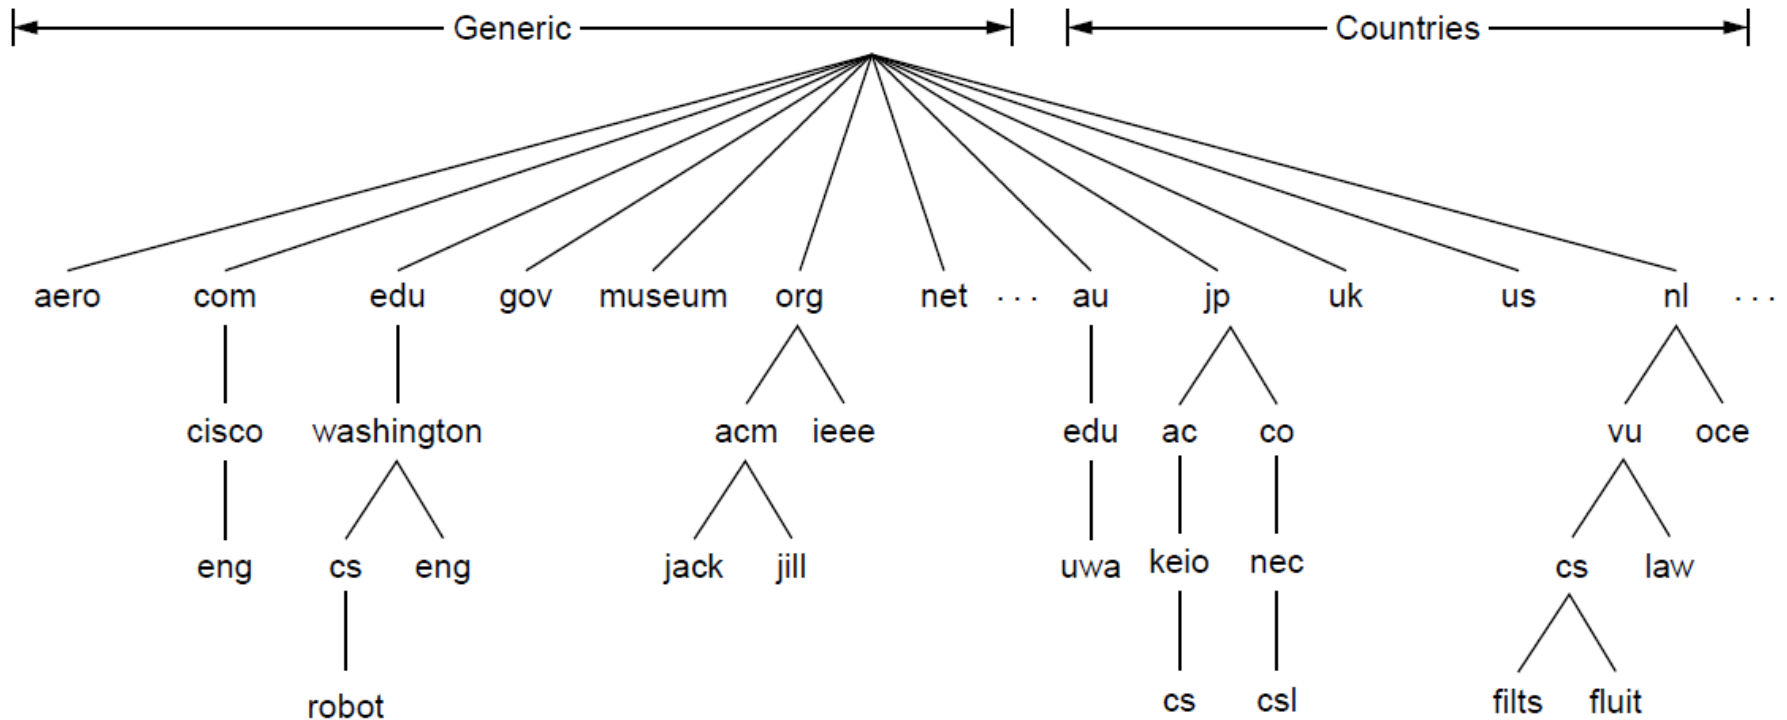 Generic Countries
aero com edu gov museum org net ... au jp uk us nl ...
cisco washington acm ieee edu ac co vu oce
eng cs eng jack jill uwa keio nec cs law
robot cs csl filts fluit